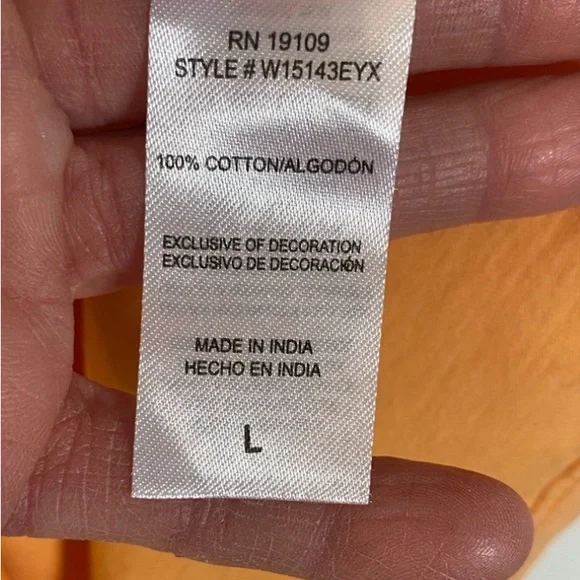 RN 19109
STYLE # W15143EYX
100% COTTON/ALGODÓN
EXCLUSIVE OF DECORATION
EXCLUSIVO DE DECORACIÓN
MADE IN INDIA
HECHO EN INDIA
L